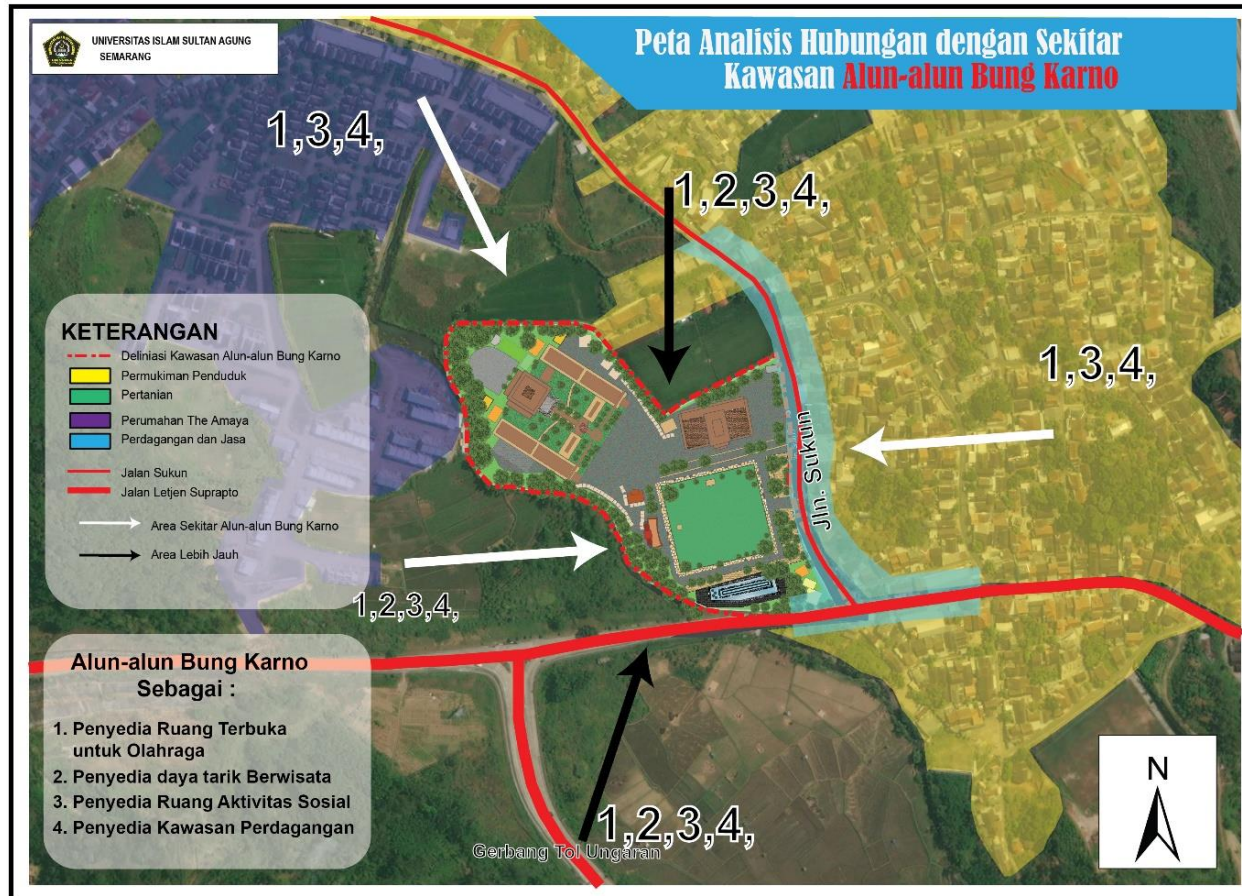 UNIVERSITAS ISLAM SULTAN AGUNG
SEMARANG
Peta Analisis Hubungan dengan Sekitar
Kawasan Alun-alun Bung Karno
1,3,4,
1,2,3,4,
1,3,4,
KETERANGAN
Deliniasi Kawasan Alun-alun Bung Karno
Permukiman Penduduk
Pertanian
Perumahan The Amaya
Perdagangan dan Jasa
Jalan Sukun
Jalan Letjen Suprapto
Area Sekitar Alun-alun Bung Karno
Area Lebih Jauh
Jln. Sukun
1,2,3,4,
Alun-alun Bung Karno
Sebagai :
1. Penyedia Ruang Terbuka
untuk Olahraga
2. Penyedia daya tarik Berwisata
3. Penyedia Ruang Aktivitas Sosial
4. Penyedia Kawasan Perdagangan
1,2,3,4,
Gerbang Tol Ungaran
N